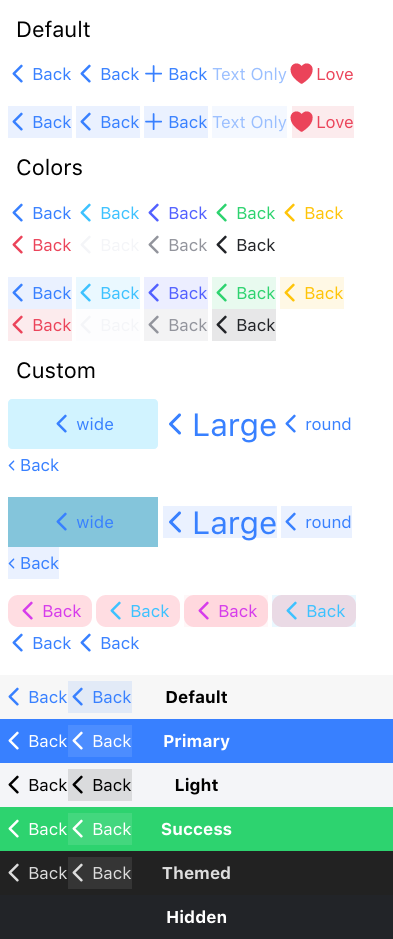 Default
Back Back Back Text Only Love
Back Back Back Text Only Love
Colors
Back Back Back Back Back
Back Back Back Back
Back Back Back Back Back
Back Back Back Back
Custom
wide Large round
Back
wide Large round
Back
Back Back Back Back
Back Back
Back Back Default
Back Back Primary
Back Back Light
Back Back Success
Back Back Themed
Hidden